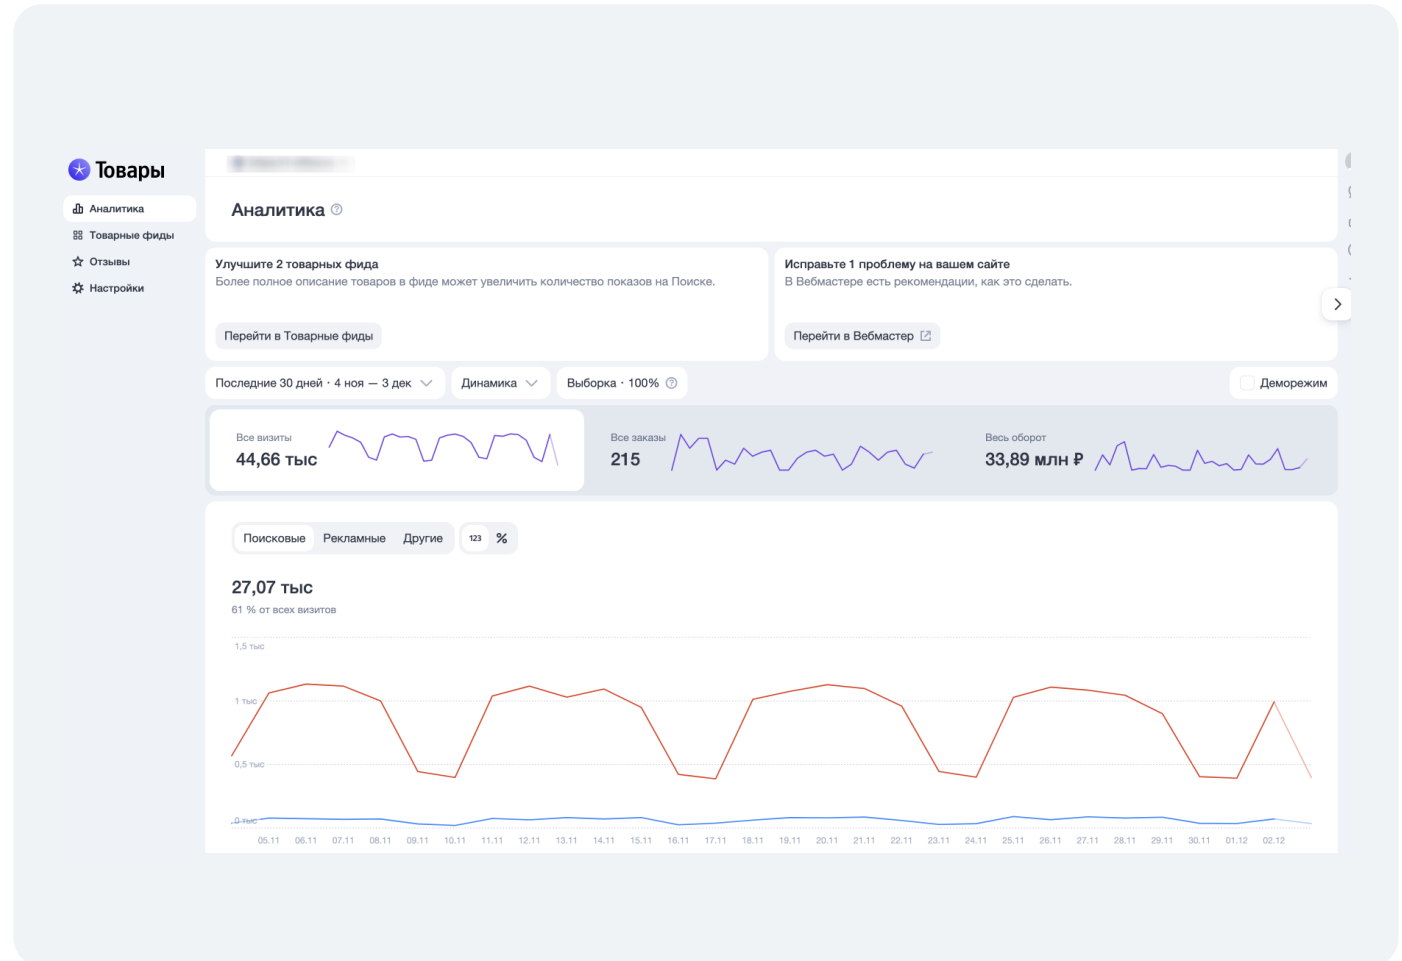 Товары
Аналитика
Товарные фиды
Отзывы
Настройки
Аналитика
Улучшите 2 товарных фида
Более полное описание товаров в фиде может увеличить количество показов на Поиске.
Перейти в Товарные фиды
Исправьте 1 проблему на вашем сайте
В Вебмастере есть рекомендации, как это сделать.
Перейти в Вебмастер
Последние 30 дней · 4 ноя — 3 дек
Динамика
Выборка · 100%
Деморежим
Все визиты
44,66 тыс
Все заказы
215
Весь оборот
33,89 млн ₽
Поисковые Рекламные Другие
123 %
27,07 тыс
61 % от всех визитов
1,5 тыс
1 тыс
0,5 тыс
0 тыс
05.11 06.11 07.11 08.11 09.11 10.11 11.11 12.11 13.11 14.11 15.11 16.11 17.11 18.11 19.11 20.11 21.11 22.11 23.11 24.11 25.11 26.11 27.11 28.11 29.11 30.11 01.12 02.12